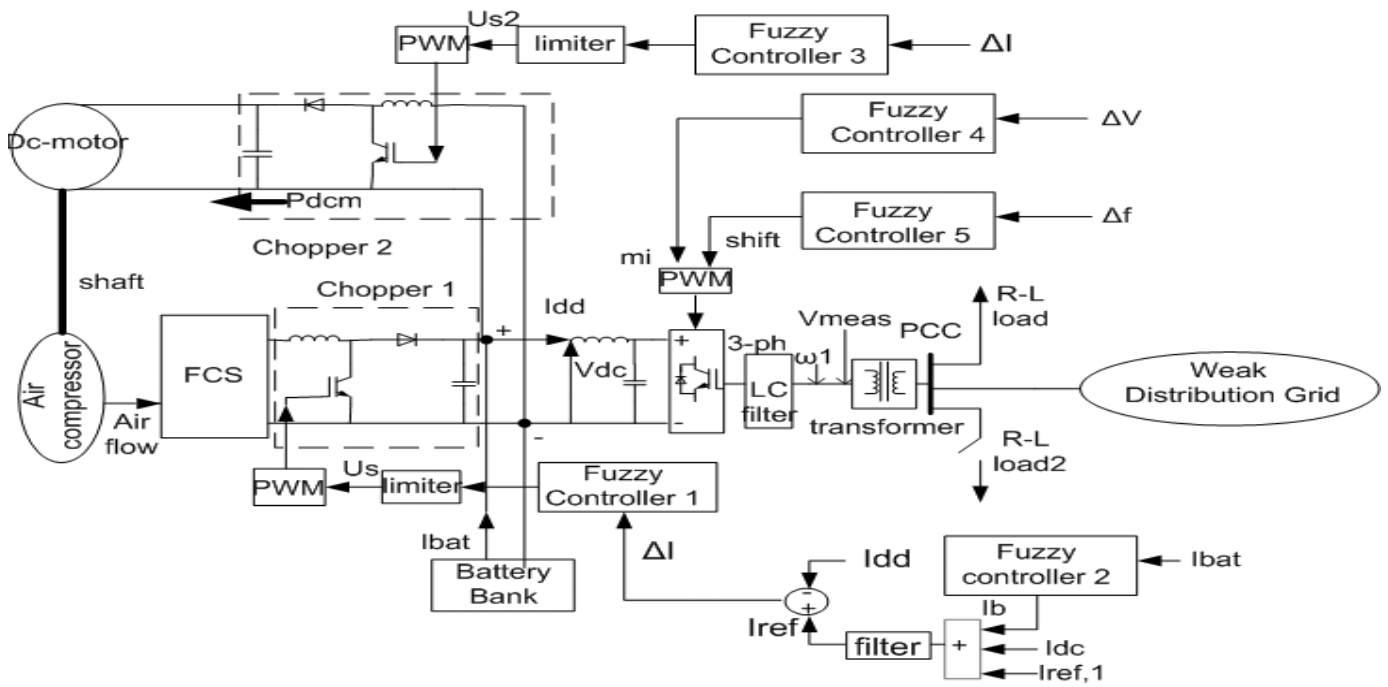 Us2
PWM
limiter
Fuzzy
Controller 3
ΔI
Dc-motor
Fuzzy
Controller 4
ΔV
Pdcm
Fuzzy
Controller 5
Δf
Chopper 2
shift
mi
PWM
shaft
Chopper 1
Idd
R-L
load
Vmeas
PCC
+
Vdc
+
-
3-ph
ω1
LC
filter
transformer
Weak
Distribution Grid
FCS
Air
compressor
Air
flow
-
R-L
load2
Us
PWM
limiter
Fuzzy
Controller 1
Ibat
ΔI
Battery
Bank
Idd
-
+
Fuzzy
controller 2
Ibat
Ib
Iref
filter
+
Idc
Iref,1